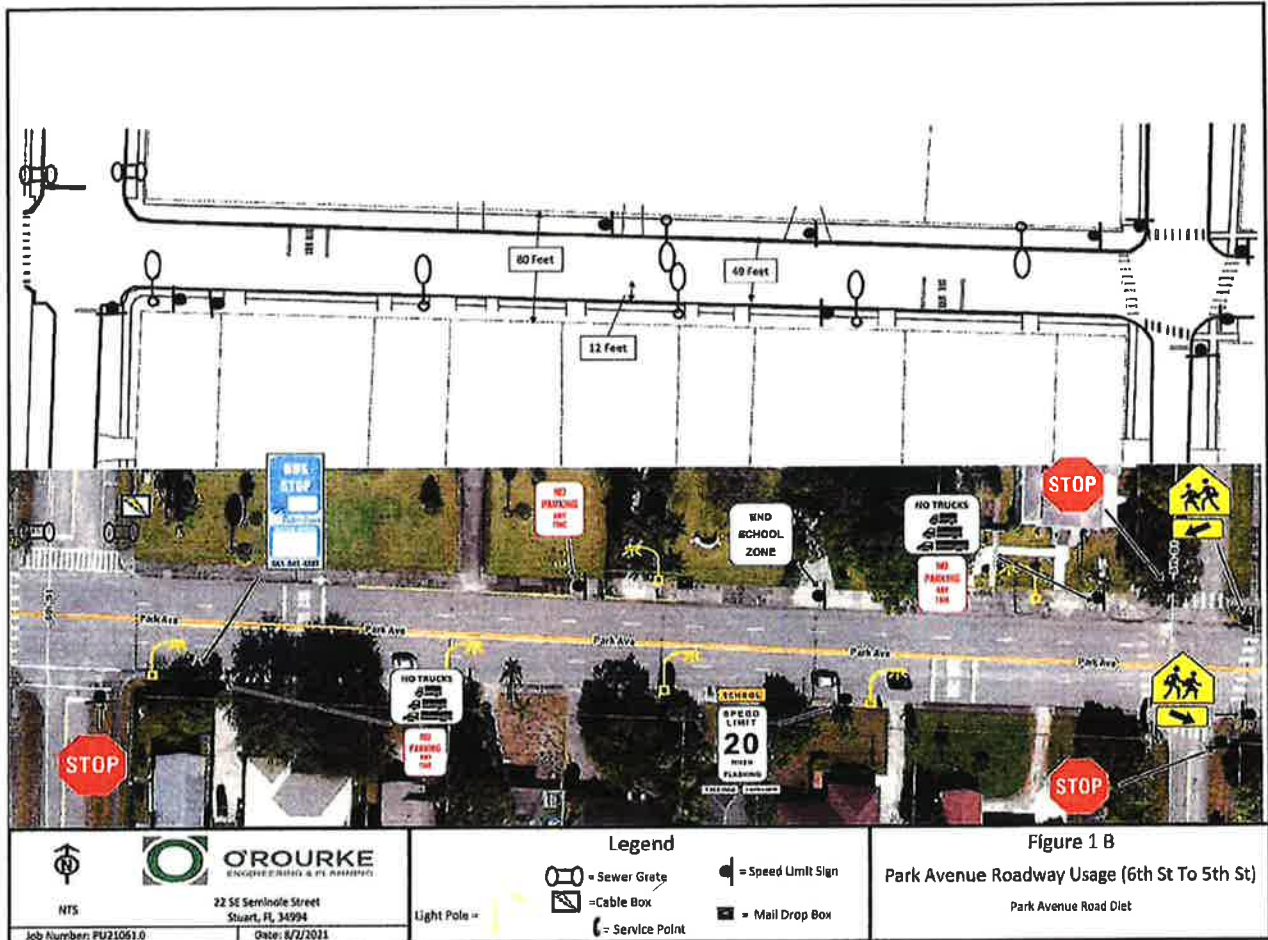 80 Feet
49 Feet
12 Feet
BUS
STOP
NO
PARKING
ANY
TIME
END
SCHOOL
ZONE
NO TRUCKS
NO
PARKING
ANY
TIME
STOP
Park Ave
Park Ave
Park Ave
Park Ave
Park Ave
STOP
NO TRUCKS
NO
PARKING
ANY
TIME
SCHOOL
SPEED
LIMIT
20
WHEN
FLASHING
STOP
NTS
O'ROURKE
ENGINEERING & PLANNING
22 SE Seminole Street
Stuart, FL, 34994
Job Number: PU21061.0
Date: 8/2/2021
Legend
= Sewer Grate
=Cable Box
Light Pole =
= Service Point
= Speed Limit Sign
= Mail Drop Box
Figure 1 B
Park Avenue Roadway Usage (6th St To 5th St)
Park Avenue Road Diet